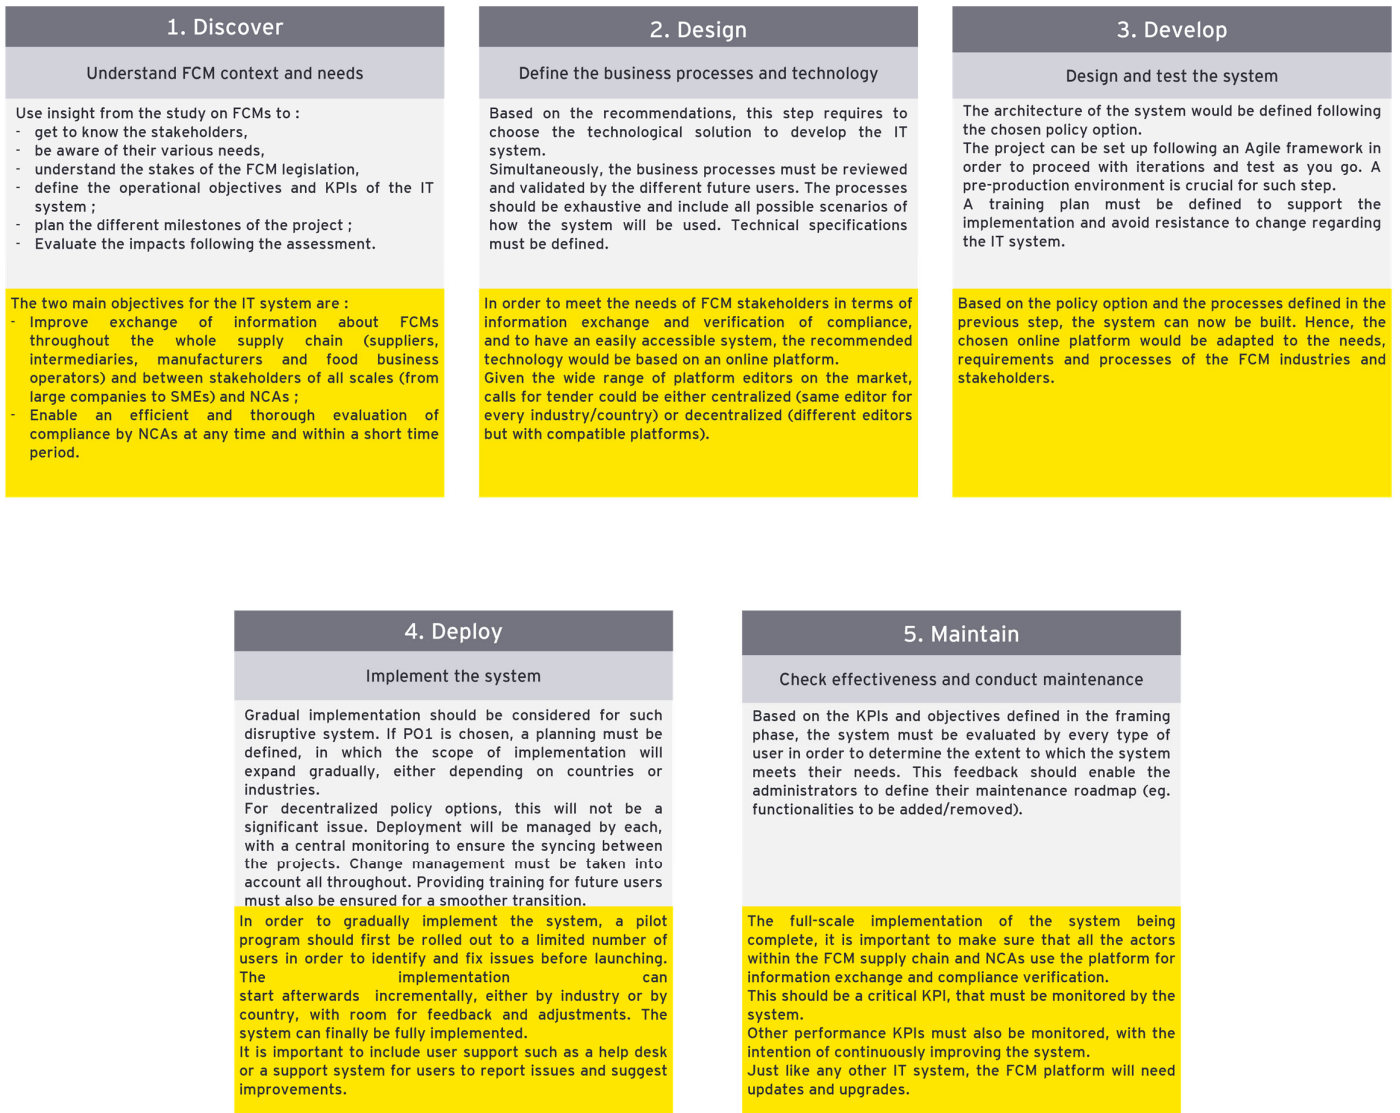 1. Discover
Understand FCM context and needs
Use insight from the study on FCMs to :
- get to know the stakeholders,
- be aware of their various needs,
- understand the stakes of the FCM legislation,
- define the operational objectives and KPIs of the IT
system ;
- plan the different milestones of the project ;
- Evaluate the impacts following the assessment.
The two main objectives for the IT system are :
- Improve exchange of information about FCMs
throughout the whole supply chain (suppliers,
intermediaries, manufacturers and food business
operators) and between stakeholders of all scales (from
large companies to SMEs) and NCAs ;
- Enable an efficient and thorough evaluation of
compliance by NCAs at any time and within a short time
period.
2. Design
Define the business processes and technology
Based on the recommendations, this step requires to
choose the technological solution to develop the IT
system.
Simultaneously, the business processes must be reviewed
and validated by the different future users. The processes
should be exhaustive and include all possible scenarios of
how the system will be used. Technical specifications
must be defined.
In order to meet the needs of FCM stakeholders in terms of
information exchange and verification of compliance,
and to have an easily accessible system, the recommended
technology would be based on an online platform.
Given the wide range of platform editors on the market,
calls for tender could be either centralized (same editor for
every industry/country) or decentralized (different editors
but with compatible platforms).
3. Develop
Design and test the system
The architecture of the system would be defined following
the chosen policy option.
The project can be set up following an Agile framework in
order to proceed with iterations and test as you go. A
pre-production environment is crucial for such step.
A training plan must be defined to support the
implementation and avoid resistance to change regarding
the IT system.
Based on the policy option and the processes defined in the
previous step, the system can now be built. Hence, the
chosen online platform would be adapted to the needs,
requirements and processes of the FCM industries and
stakeholders.
4. Deploy
Implement the system
Gradual implementation should be considered for such
disruptive system. If PO1 is chosen, a planning must be
defined, in which the scope of implementation will
expand gradually, either depending on countries or
industries.
For decentralized policy options, this will not be a
significant issue. Deployment will be managed by each,
with a central monitoring to ensure the syncing between
the projects. Change management must be taken into
account all throughout. Providing training for future users
must also be ensured for a smoother transition.
In order to gradually implement the system, a pilot
program should first be rolled out to a limited number of
users in order to identify and fix issues before launching.
The implementation can
start afterwards incrementally, either by industry or by
country, with room for feedback and adjustments. The
system can finally be fully implemented.
It is important to include user support such as a help desk
or a support system for users to report issues and suggest
improvements.
5. Maintain
Check effectiveness and conduct maintenance
Based on the KPIs and objectives defined in the framing
phase, the system must be evaluated by every type of
user in order to determine the extent to which the system
meets their needs. This feedback should enable the
administrators to define their maintenance roadmap (eg.
functionalities to be added/removed).
The full-scale implementation of the system being
complete, it is important to make sure that all the actors
within the FCM supply chain and NCAs use the platform for
information exchange and compliance verification.
This should be a critical KPI, that must be monitored by the
system.
Other performance KPIs must also be monitored, with the
intention of continuously improving the system.
Just like any other IT system, the FCM platform will need
updates and upgrades.